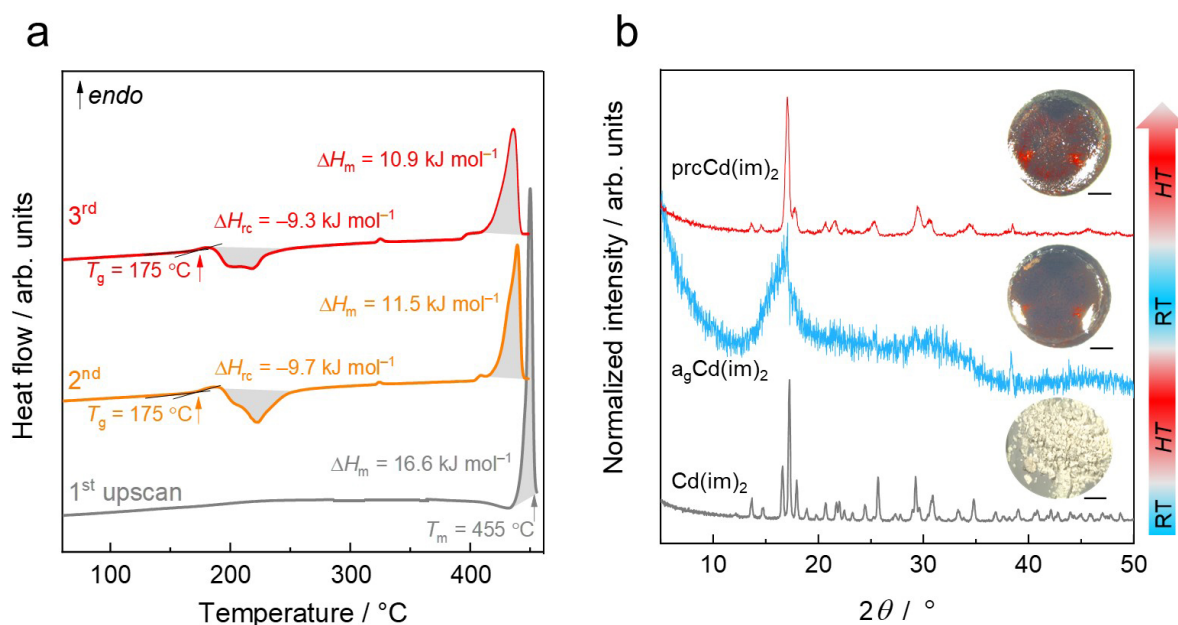 a
endo
ΔHm = 10.9 kJ mol⁻¹
3rd
ΔHrc = –9.3 kJ mol⁻¹
Tg = 175 °C
ΔHm = 11.5 kJ mol⁻¹
ΔHrc = –9.7 kJ mol⁻¹
2nd
Tg = 175 °C
ΔHm = 16.6 kJ mol⁻¹
1st upscan
Tm = 455 °C
Heat flow / arb. units
100 200 300 400
Temperature / °C
b
prcCd(im)2
agCd(im)2
Cd(im)2
Normalized intensity / arb. units
10 20 30 40 50
2θ / °
HT
RT
HT
RT